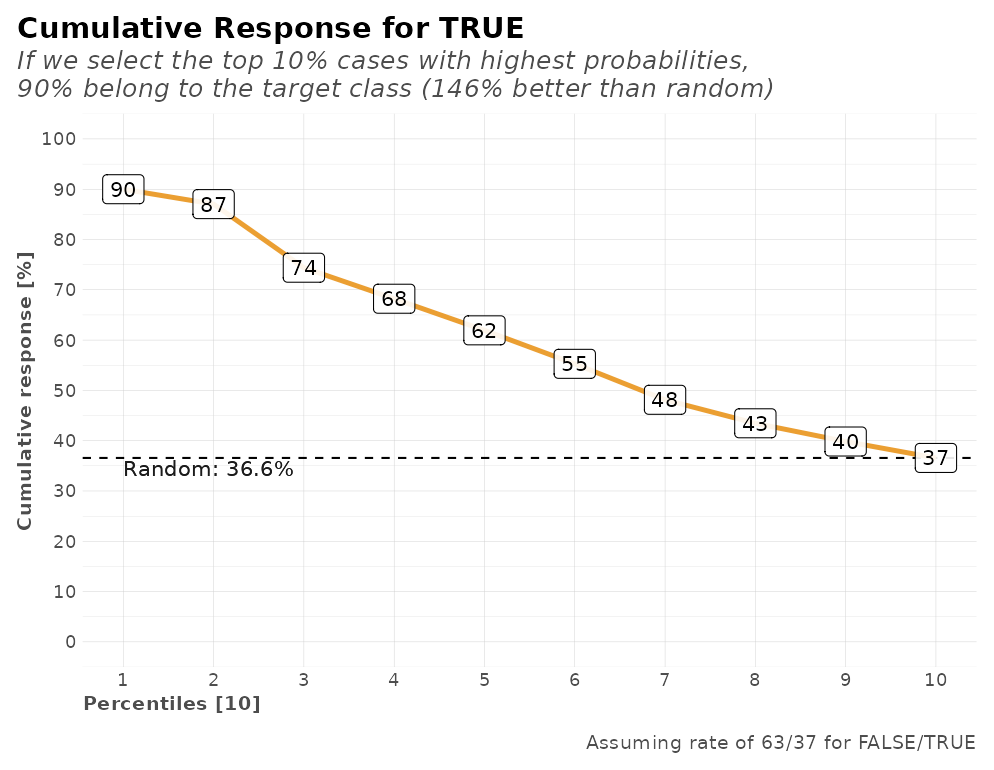 Cumulative Response for TRUE
If we select the top 10% cases with highest probabilities,
90% belong to the target class (146% better than random)
Cumulative response [%]
100
90
80
70
60
50
40
30
20
10
0
90
87
74
68
62
55
48
43
40
37
Random: 36.6%
1 2 3 4 5 6 7 8 9 10
Percentiles [10]
Assuming rate of 63/37 for FALSE/TRUE